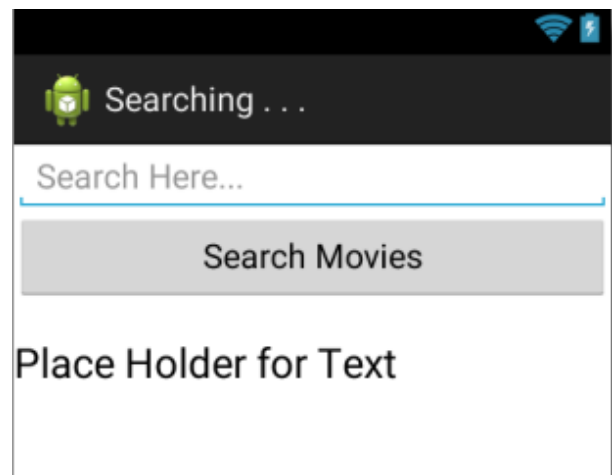 Searching . . .
Search Here...
Search Movies
Place Holder for Text